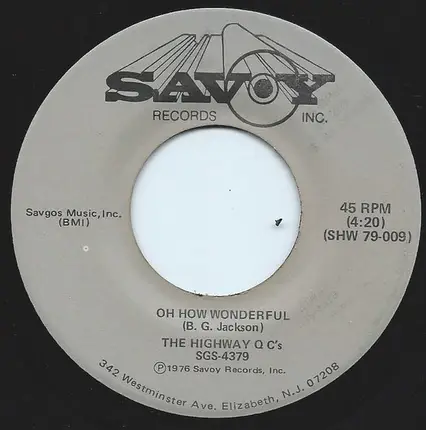 SAVOY
RECORDS INC.
Savgos Music, Inc.
(BMI)
45 RPM
(4:20)
(SHW 79-009)
OH HOW WONDERFUL
(B. G. Jackson)
THE HIGHWAY Q C's
SGS-4379
Ⓟ1976 Savoy Records, Inc.
342 Westminster Ave. Elizabeth, N.J. 07208